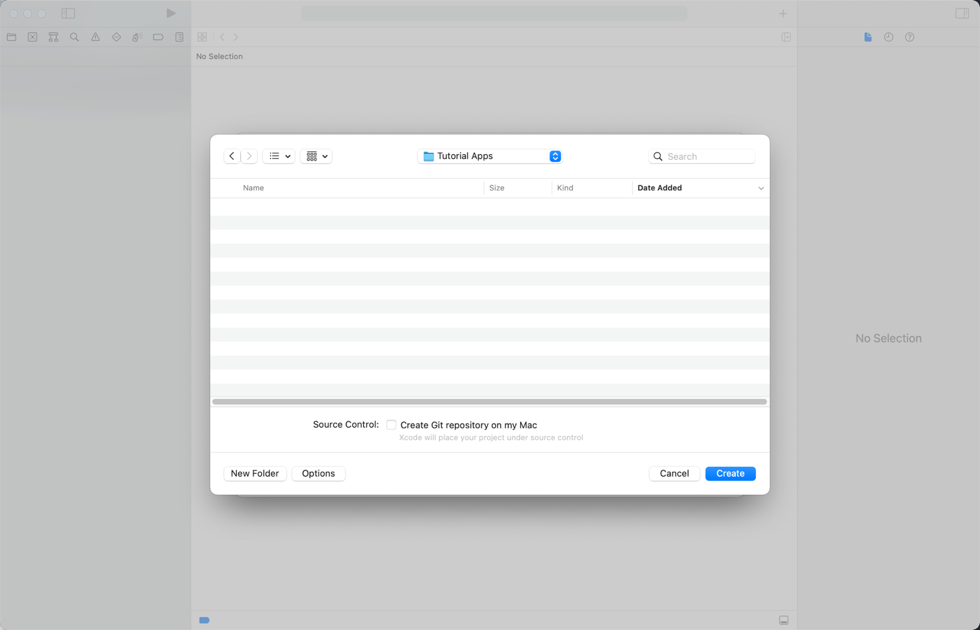 No Selection
Tutorial Apps
Search
Name Size Kind Date Added
No Selection
Source Control: Create Git repository on my Mac
Xcode will place your project under source control
New Folder Options Cancel Create